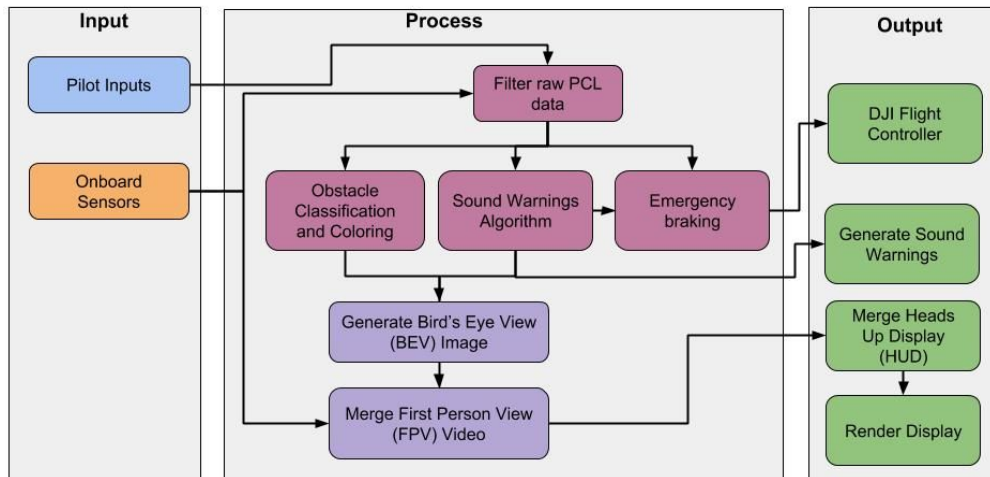 Input
Process
Output
Pilot Inputs
Onboard
Sensors
Filter raw PCL
data
Obstacle
Classification
and Coloring
Sound Warnings
Algorithm
Emergency
braking
Generate Bird's Eye View
(BEV) Image
Merge First Person View
(FPV) Video
DJI Flight
Controller
Generate Sound
Warnings
Merge Heads
Up Display
(HUD)
Render Display